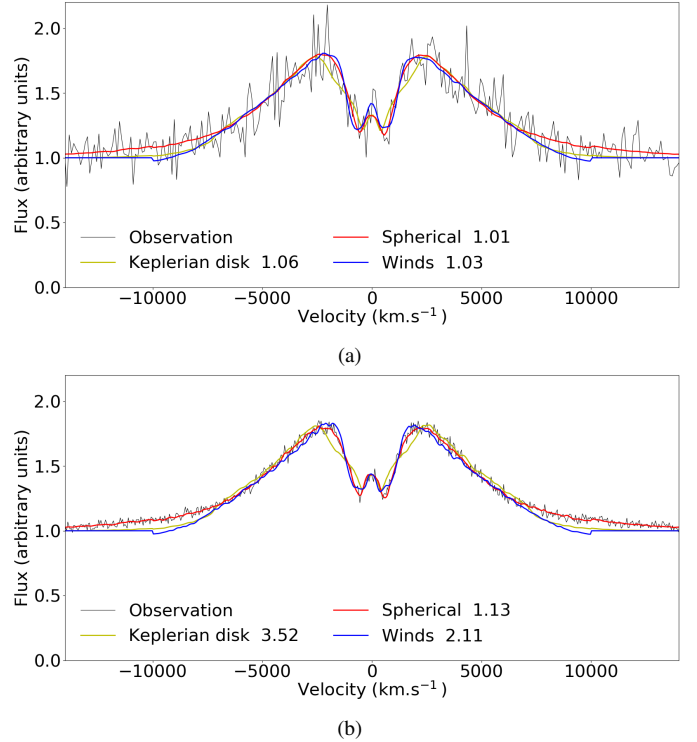 2.0
1.5
1.0
0.5
0.0
Flux (arbitrary units)
Observation
Keplerian disk 1.06
Spherical 1.01
Winds 1.03
−10000 −5000 0 5000 10000
Velocity (km.s⁻¹)
(a)
2.0
1.5
1.0
0.5
0.0
Flux (arbitrary units)
Observation
Keplerian disk 3.52
Spherical 1.13
Winds 2.11
−10000 −5000 0 5000 10000
Velocity (km.s⁻¹)
(b)